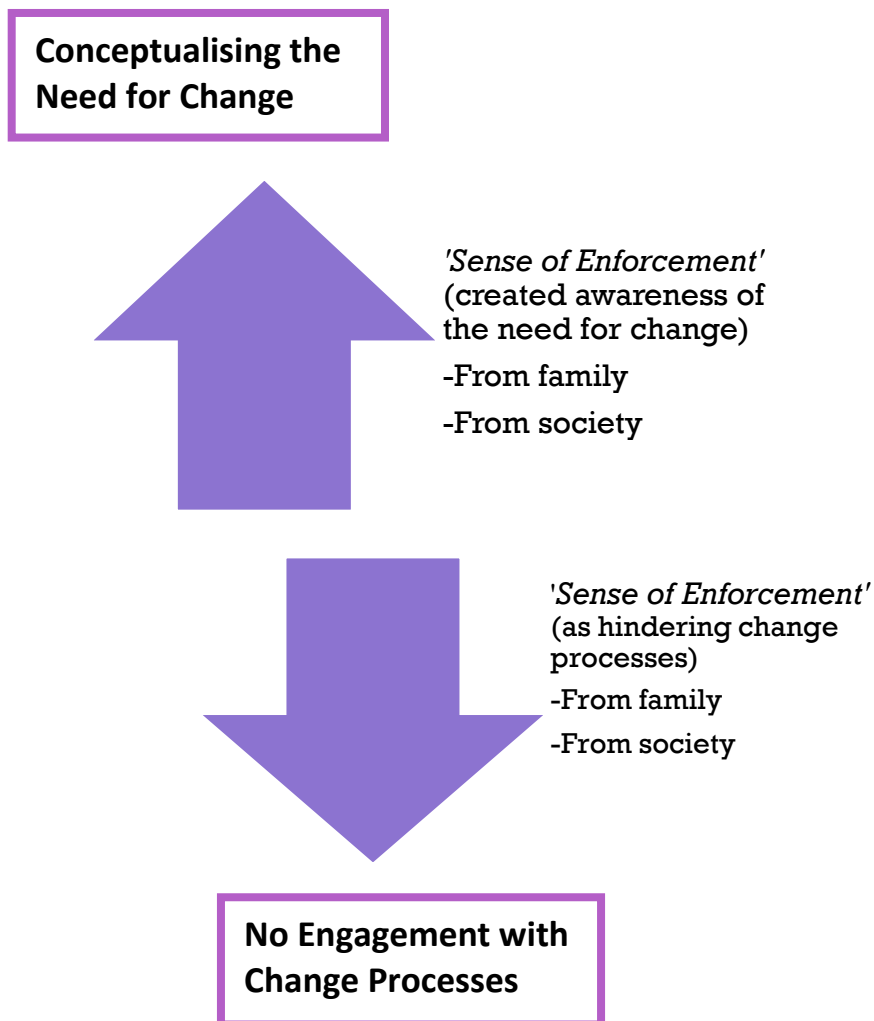 Conceptualising the
Need for Change
'Sense of Enforcement'
(created awareness of
the need for change)
-From family
-From society
'Sense of Enforcement'
(as hindering change
processes)
-From family
-From society
No Engagement with
Change Processes